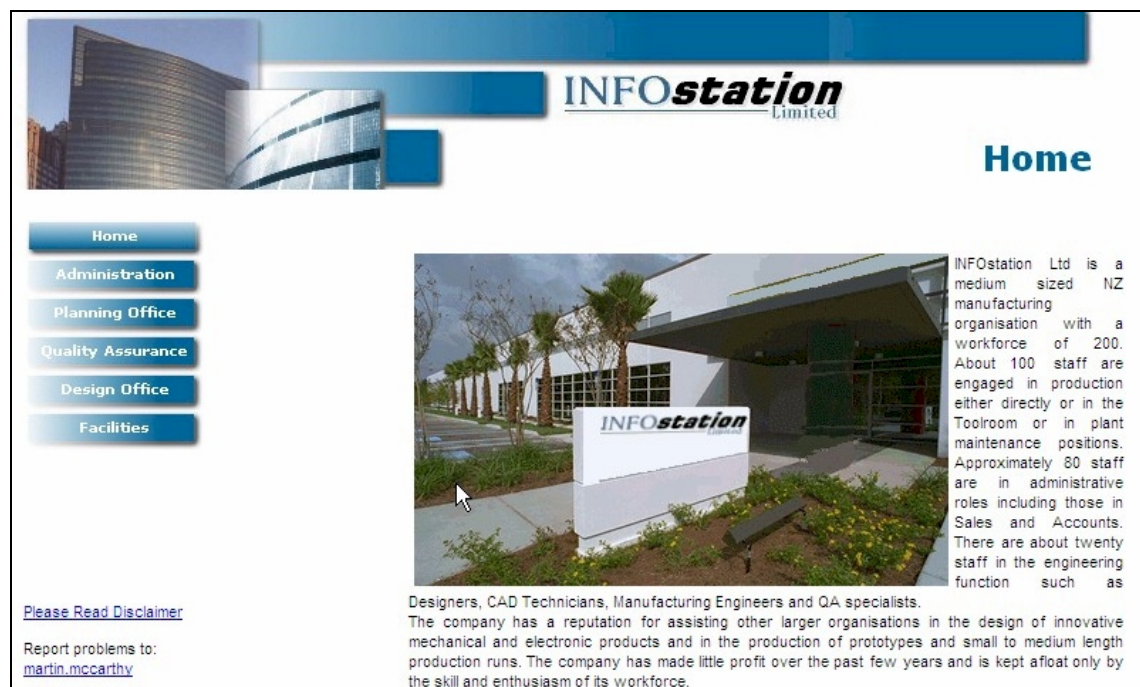 INFOstation
Limited
Home
Home
Administration
Planning Office
Quality Assurance
Design Office
Facilities
INFOstation
Limited
INFOstation Ltd is a
medium sized NZ
manufacturing
organisation with a
workforce of 200.
About 100 staff are
engaged in production
either directly or in the
Toolroom or in plant
maintenance positions.
Approximately 80 staff
are in administrative
roles including those in
Sales and Accounts.
There are about twenty
staff in the engineering
function such as
Designers, CAD Technicians, Manufacturing Engineers and QA specialists.
The company has a reputation for assisting other larger organisations in the design of innovative
mechanical and electronic products and in the production of prototypes and small to medium length
production runs. The company has made little profit over the past few years and is kept afloat only by
the skill and enthusiasm of its workforce.
Please Read Disclaimer
Report problems to:
martin.mccarthy